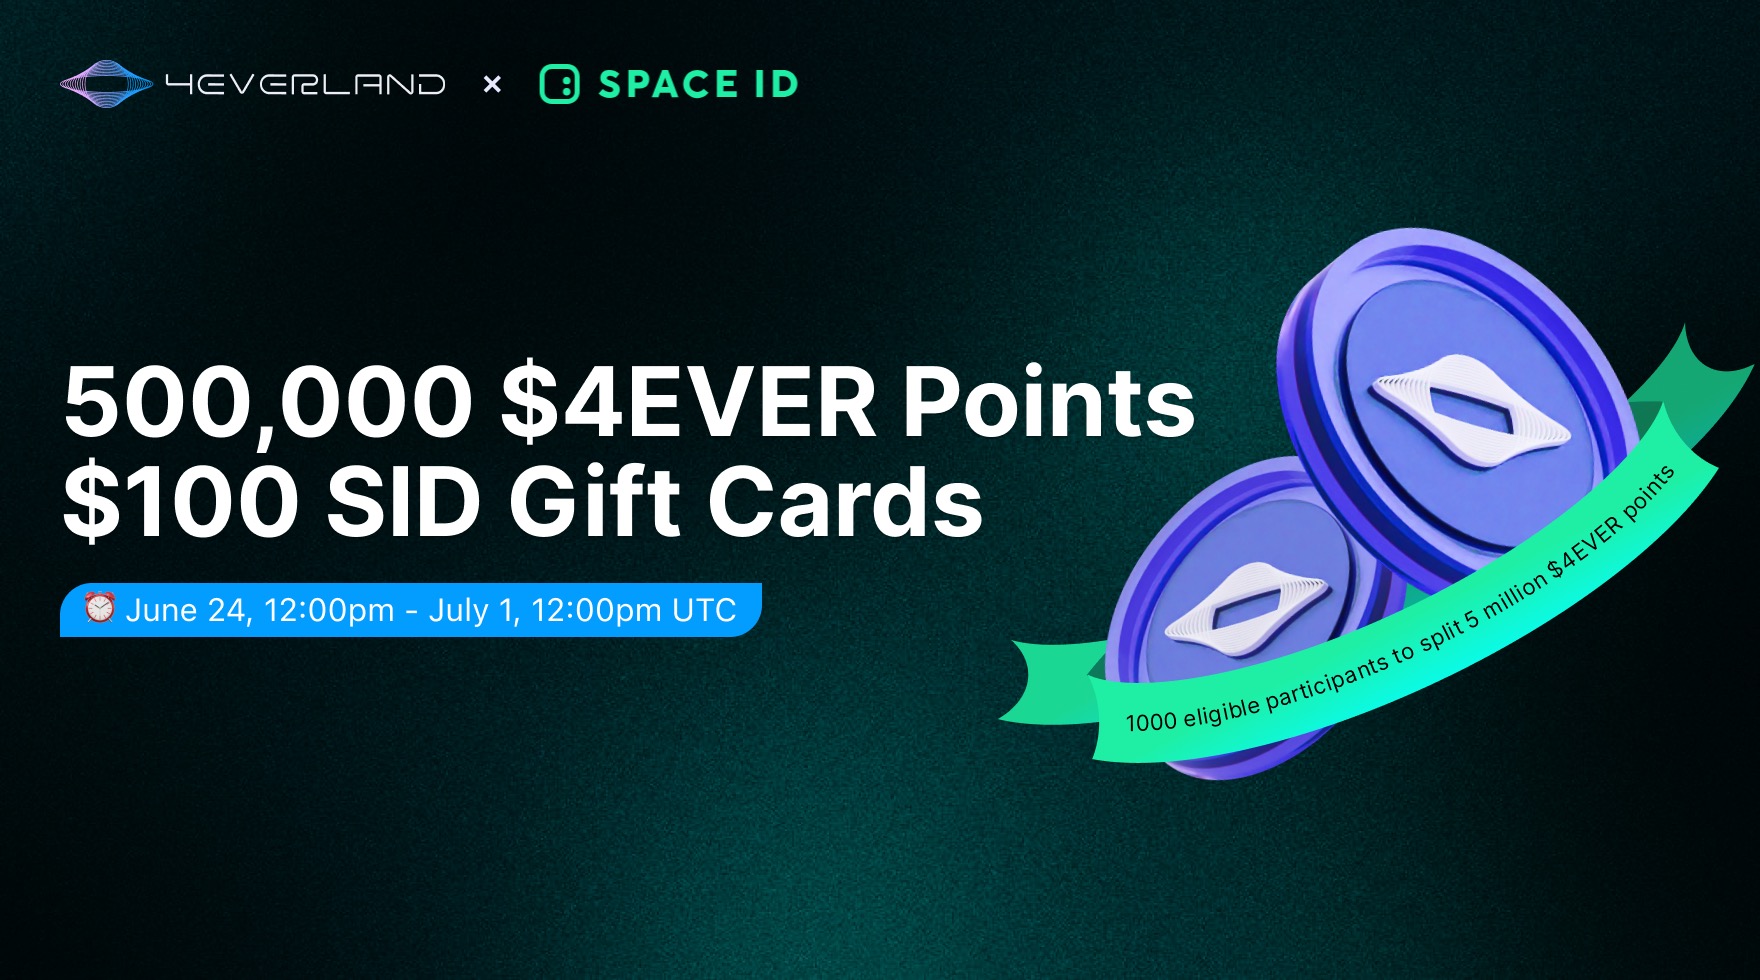 4EVERLAND × SPACE ID
500,000 $4EVER Points
$100 SID Gift Cards
June 24, 12:00pm - July 1, 12:00pm UTC
1000 eligible participants to split 5 million $4EVER points